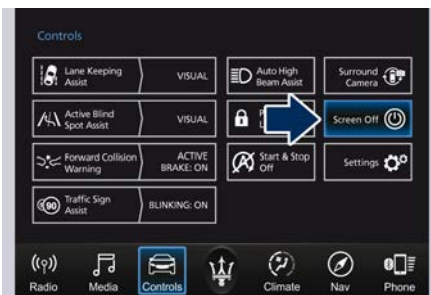 Controls
Lane Keeping
Assist
VISUAL
Auto High
Beam Assist
Surround
Camera
Active Blind
Spot Assist
VISUAL
Screen Off
Forward Collision
Warning
ACTIVE
BRAKE: ON
Start & Stop
Off
Settings
90
Traffic Sign
Assist
BLINKING: ON
Radio
Media
Controls
Climate
Nav
Phone